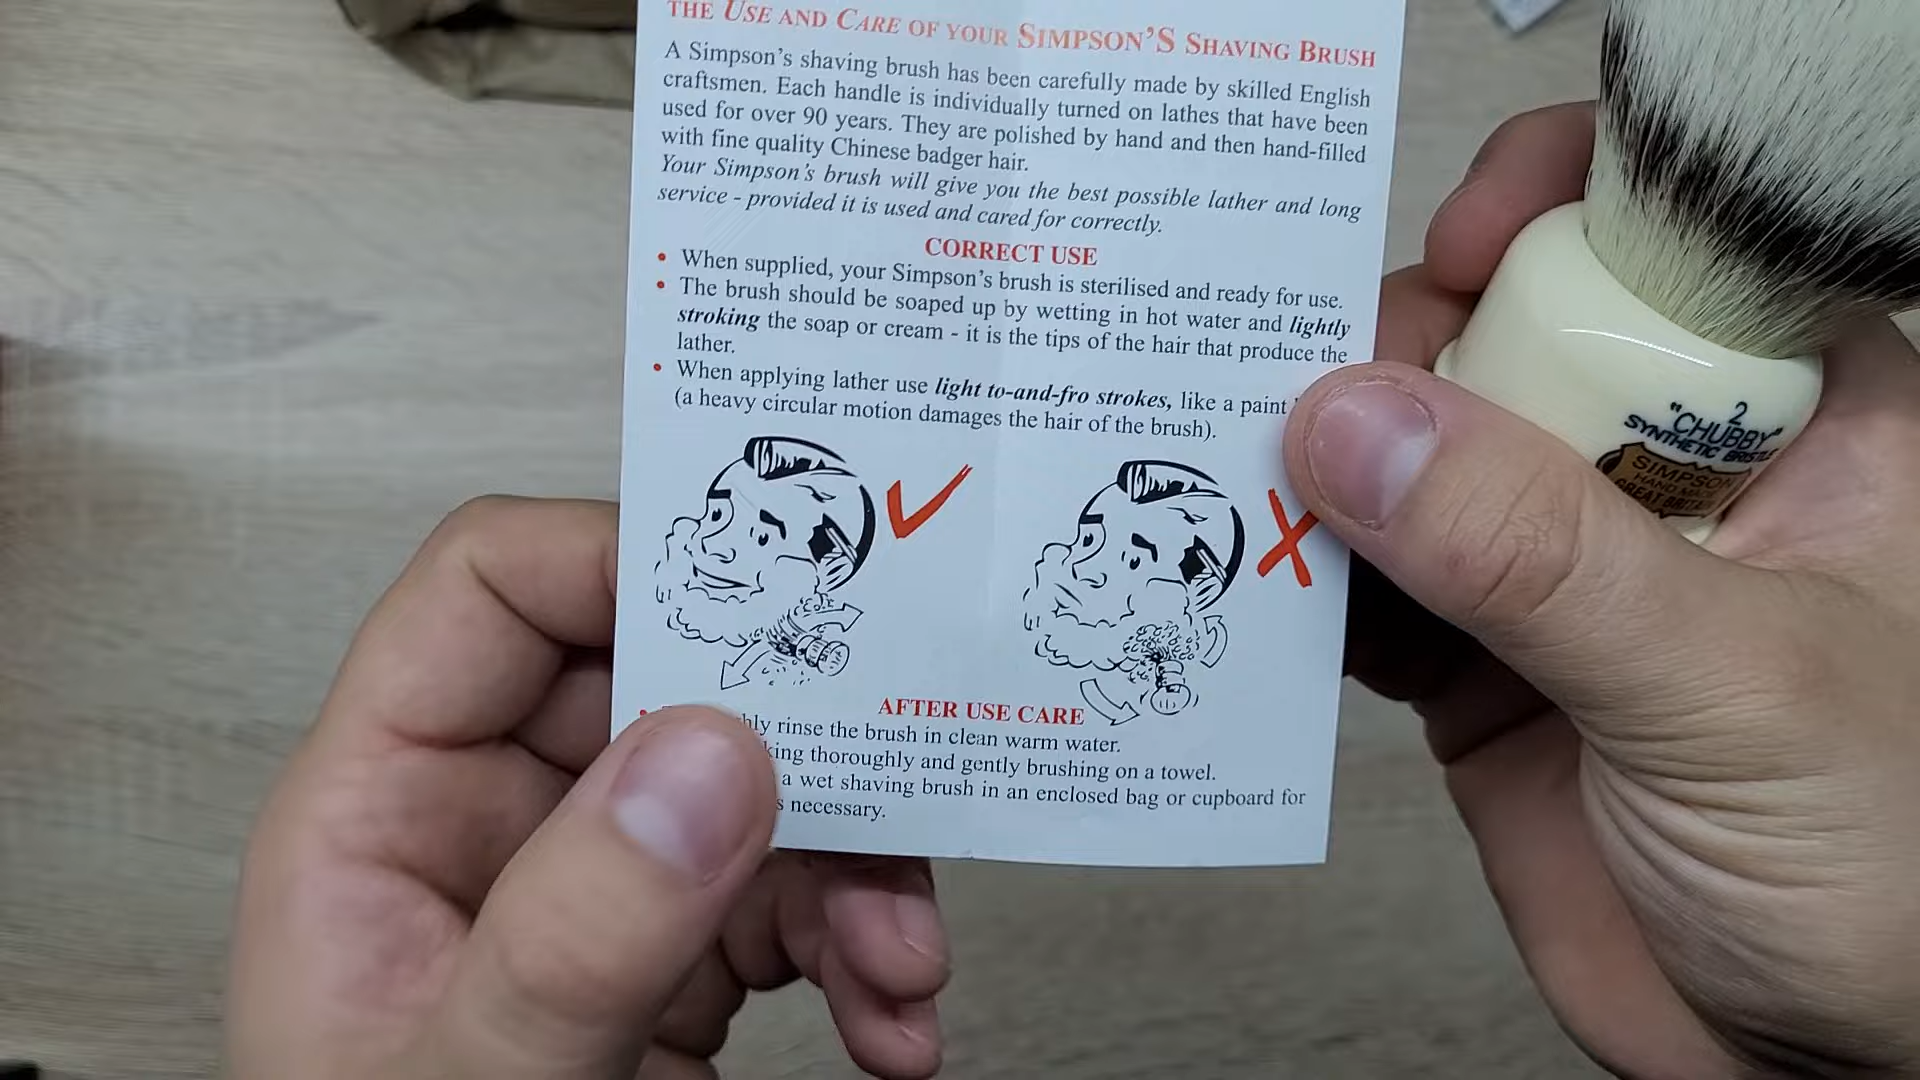 THE USE AND CARE OF YOUR SIMPSON'S SHAVING BRUSH
A Simpson's shaving brush has been carefully made by skilled English
craftsmen. Each handle is individually turned on lathes that have been
used for over 90 years. They are polished by hand and then hand-filled
with fine quality Chinese badger hair.
Your Simpson's brush will give you the best possible lather and long
service - provided it is used and cared for correctly.
CORRECT USE
• When supplied, your Simpson's brush is sterilised and ready for use.
• The brush should be soaped up by wetting in hot water and lightly
stroking the soap or cream - it is the tips of the hair that produce the
lather.
• When applying lather use light to-and-fro strokes, like a paint
(a heavy circular motion damages the hair of the brush).
AFTER USE CARE
rinse the brush in clean warm water.
thoroughly and gently brushing on a towel.
a wet shaving brush in an enclosed bag or cupboard for
necessary.
2
"CHUBBY"
SYNTHETIC
SIMPSON
HAND MADE
GREAT BRITAIN